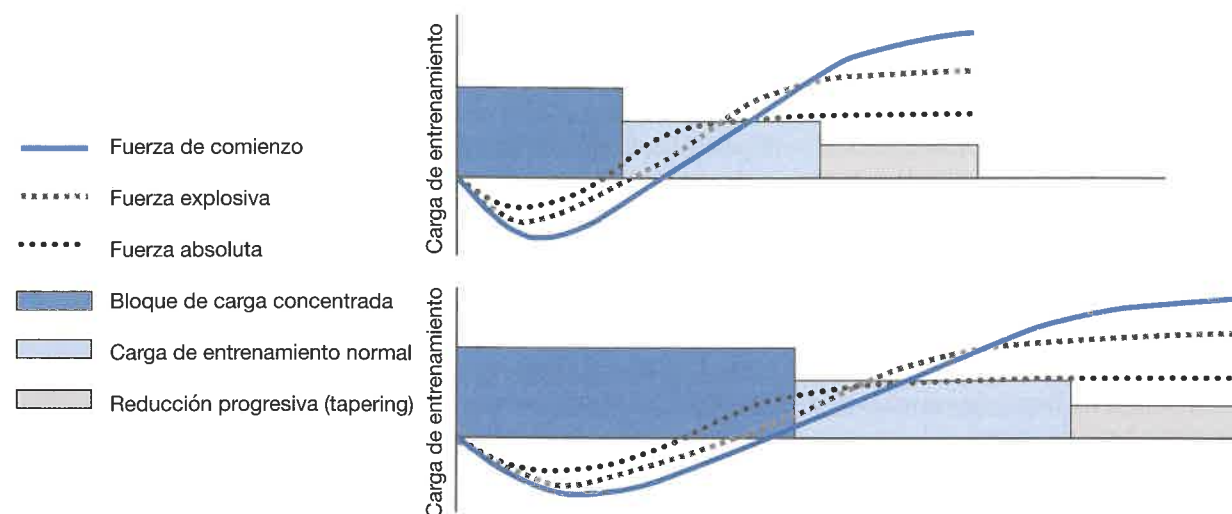 Carga de entrenamiento
Fuerza de comienzo
Fuerza explosiva
Fuerza absoluta
Bloque de carga concentrada
Carga de entrenamiento normal
Reducción progresiva (tapering)
Carga de entrenamiento